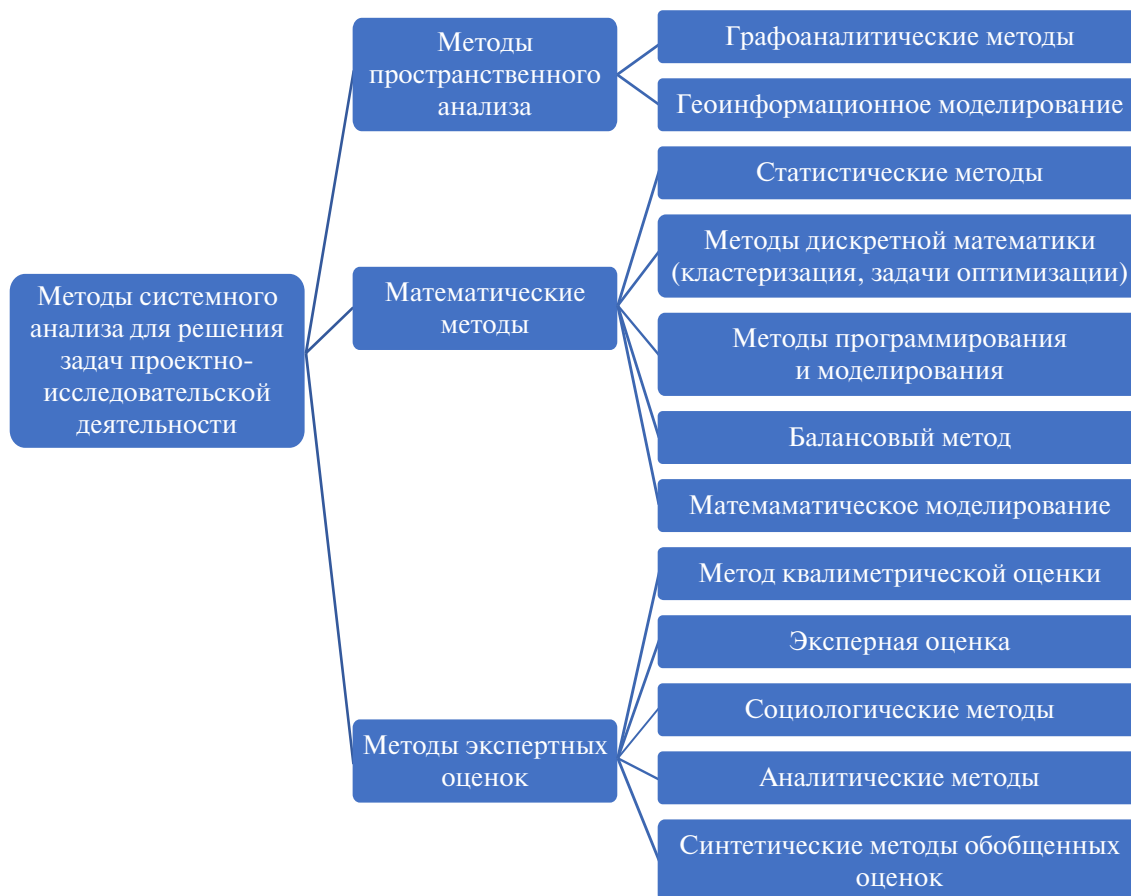 Методы системного
анализа для решения
задач проектно-
исследовательской
деятельности
Методы
пространственного
анализа
Графоаналитические методы
Геоинформационное моделирование
Математические
методы
Статистические методы
Методы дискретной математики
(кластеризация, задачи оптимизации)
Методы программирования
и моделирования
Балансовый метод
Матемаматическое моделирование
Методы экспертных
оценок
Метод квалиметрической оценки
Эксперная оценка
Социологические методы
Аналитические методы
Синтетические методы обобщенных
оценок